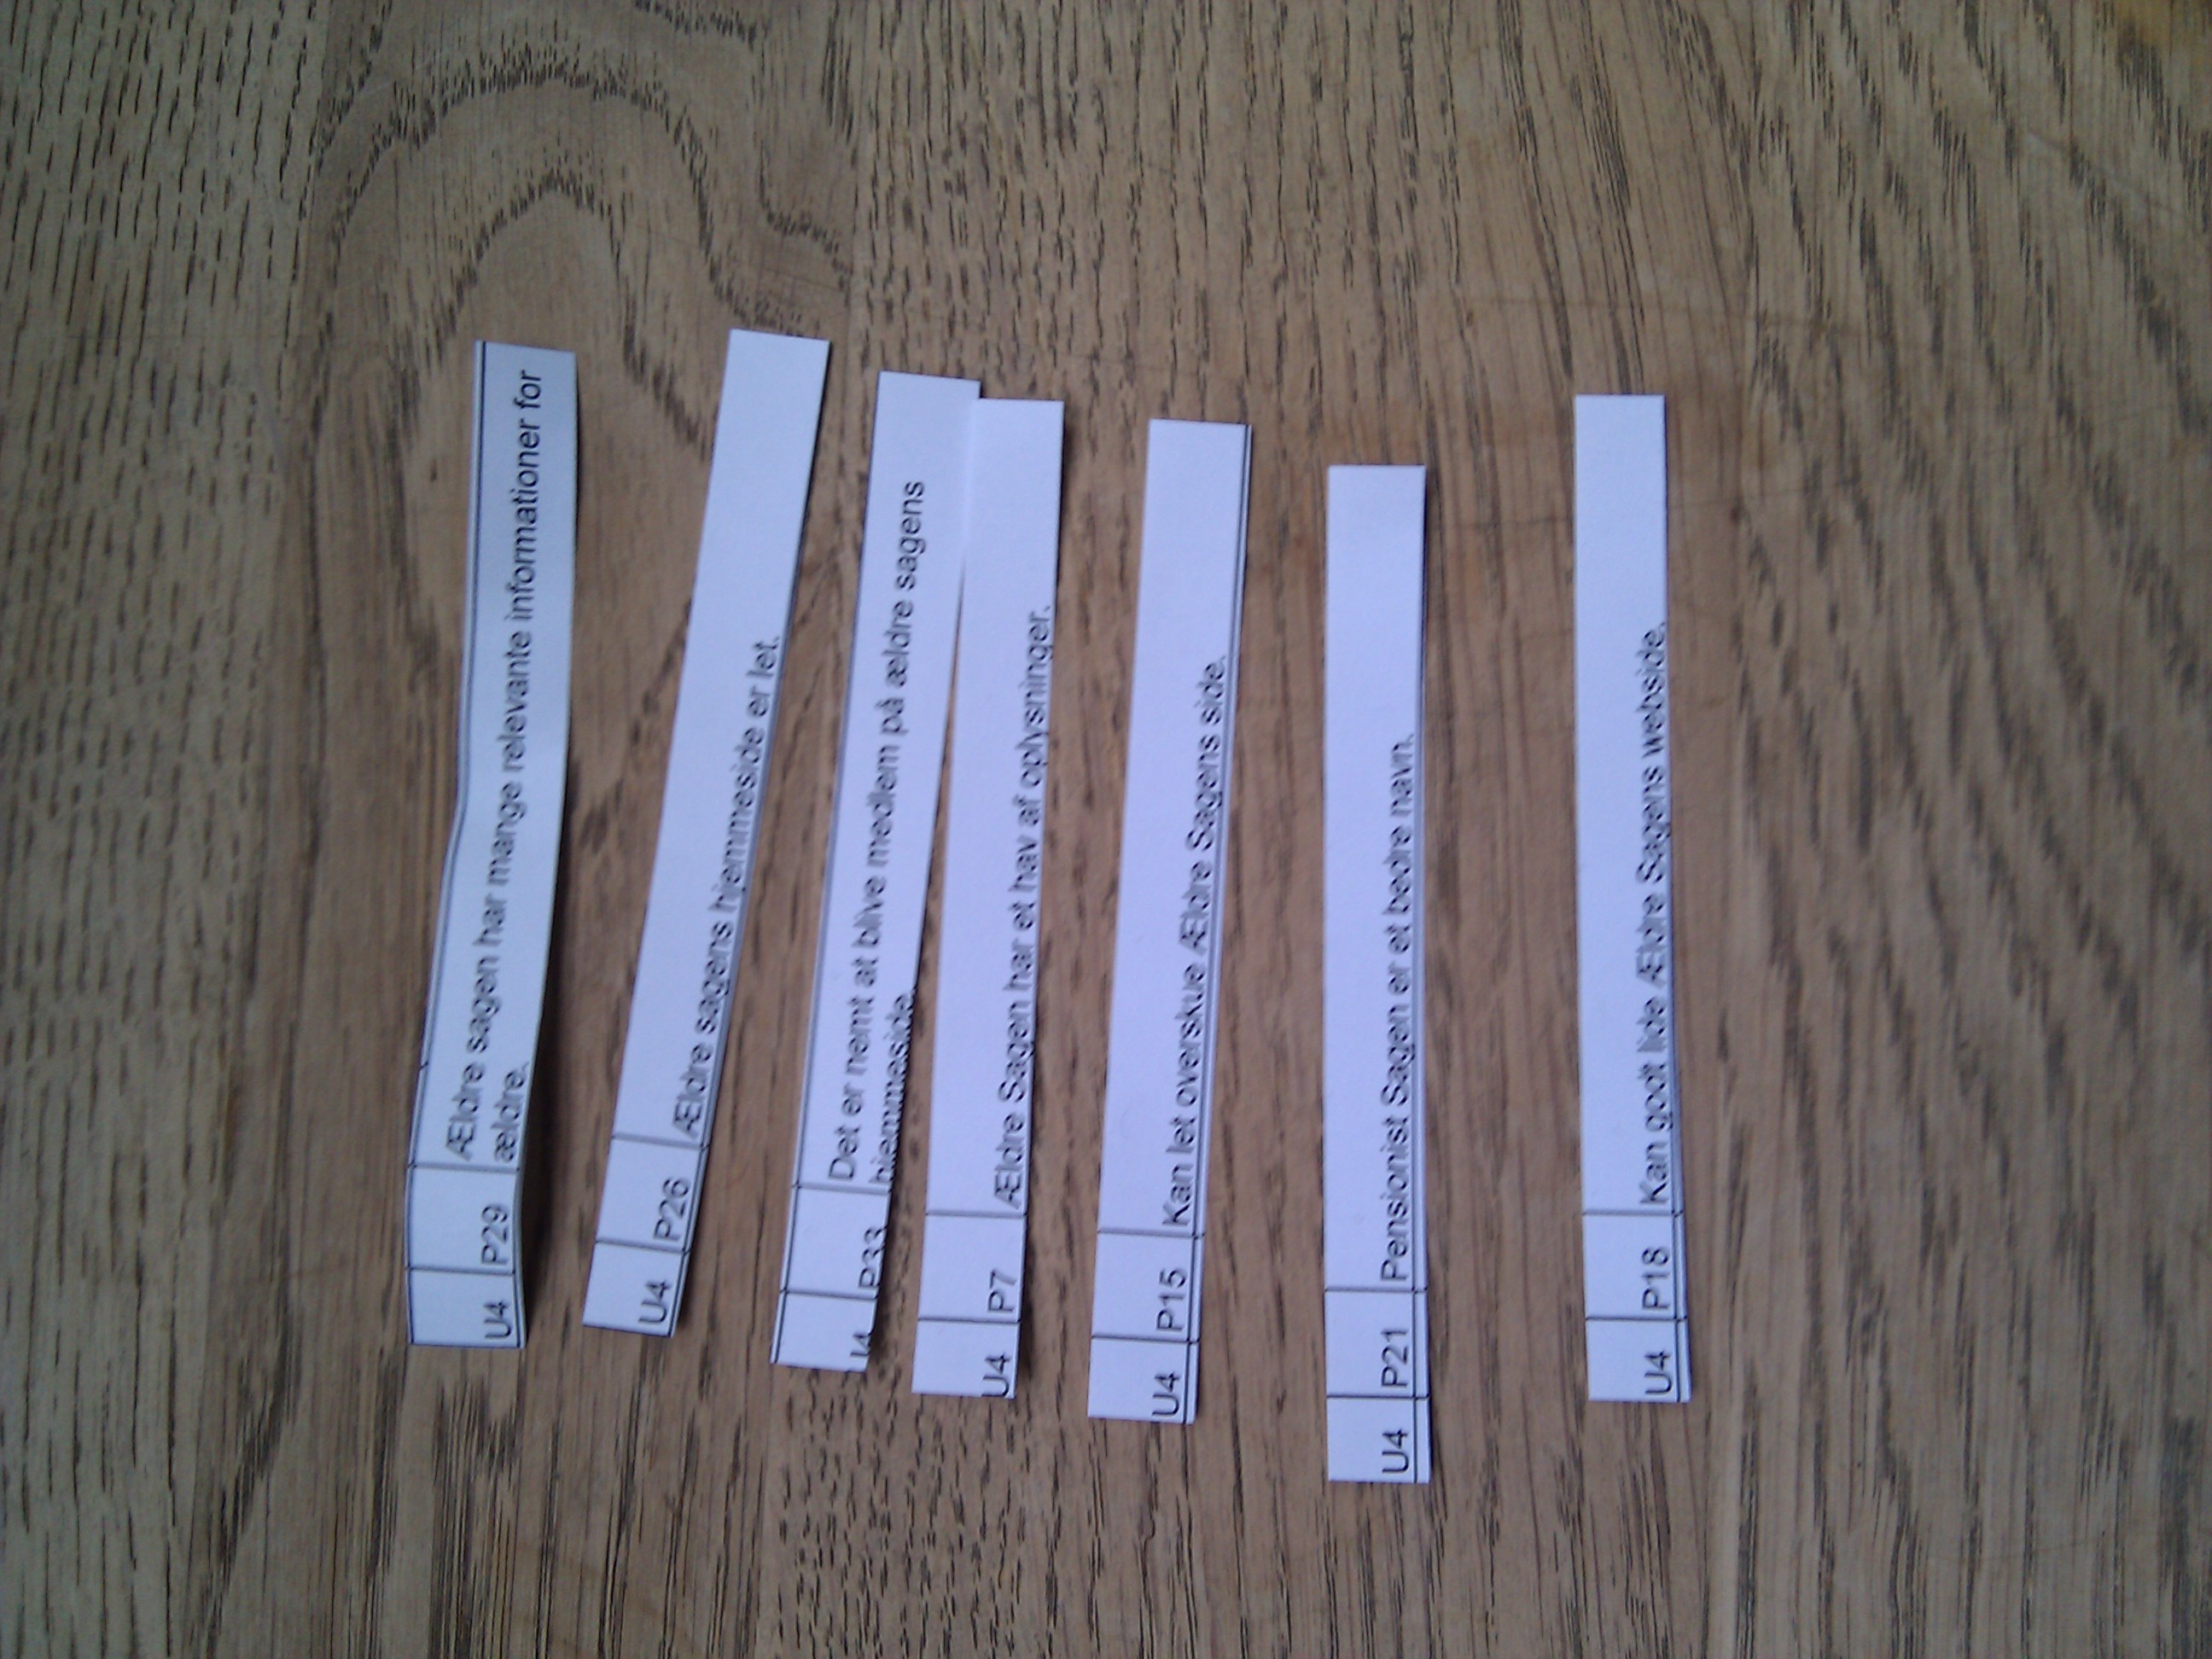 Ældre sagen har mange relevante informationer for
U4 P29 ældre.
U4 P26 Ældre sagens hjemmeside er let.
Det er nemt at blive medlem på ældre sagens
U4 P33 hjemmeside.
U4 P7 Ældre Sagen har et hav af oplysninger.
U4 P15 Kan let overskue Ældre Sagens side.
U4 P21 Pensionist Sagen er et bedre navn.
U4 P18 Kan godt lide Ældre Sagens webside.